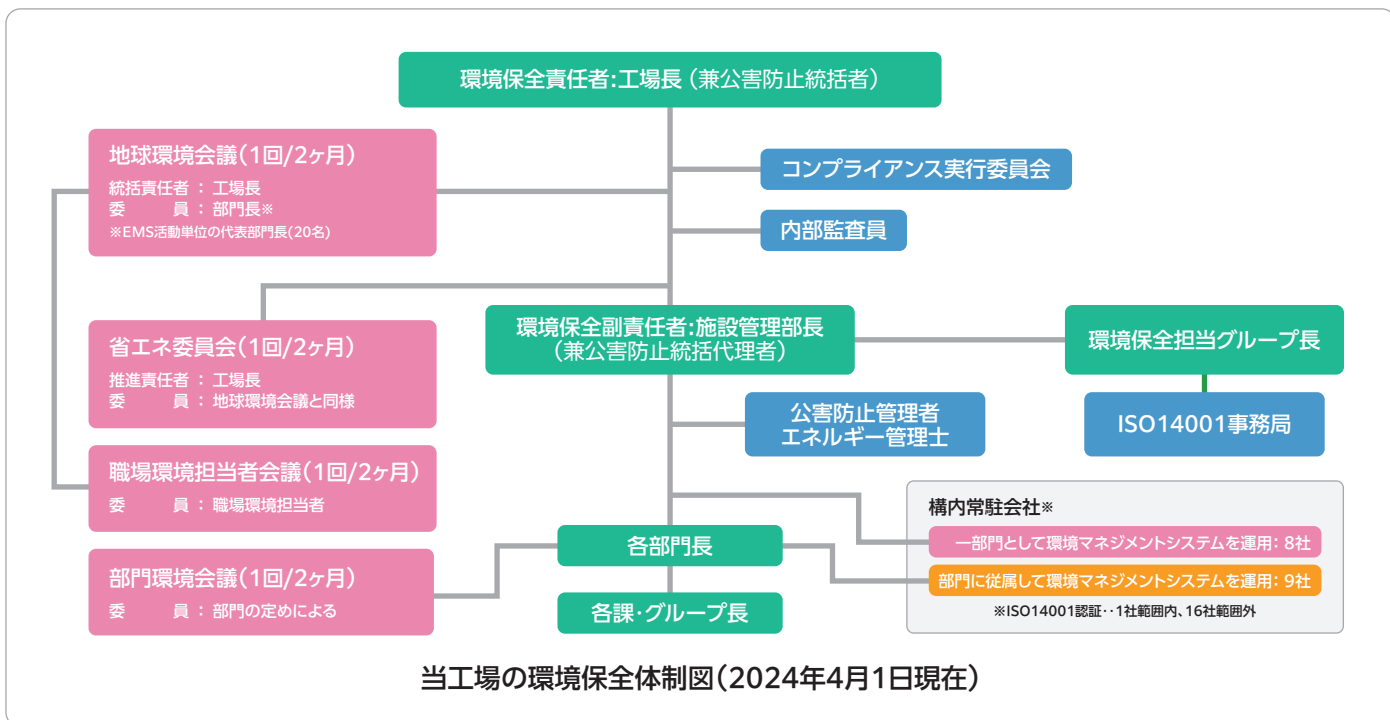 環境保全責任者:工場長（兼公害防止統括者）
地球環境会議(1回/2ヶ月)
統括責任者 ： 工場長
委　　　員 ： 部門長※
※EMS活動単位の代表部門長(20名)
コンプライアンス実行委員会
内部監査員
省エネ委員会(1回/2ヶ月)
推進責任者 ： 工場長
委　　　員 ： 地球環境会議と同様
環境保全副責任者:施設管理部長
（兼公害防止統括代理者）
環境保全担当グループ長
公害防止管理者
エネルギー管理士
ISO14001事務局
職場環境担当者会議(1回/2ヶ月)
委　　　員 ： 職場環境担当者
構内常駐会社※
一部門として環境マネジメントシステムを運用: 8社
部門に従属して環境マネジメントシステムを運用: 9社
※ISO14001認証‥1社範囲内、16社範囲外
各部門長
部門環境会議(1回/2ヶ月)
委　　　員 ： 部門の定めによる
各課・グループ長
当工場の環境保全体制図(2024年4月1日現在)